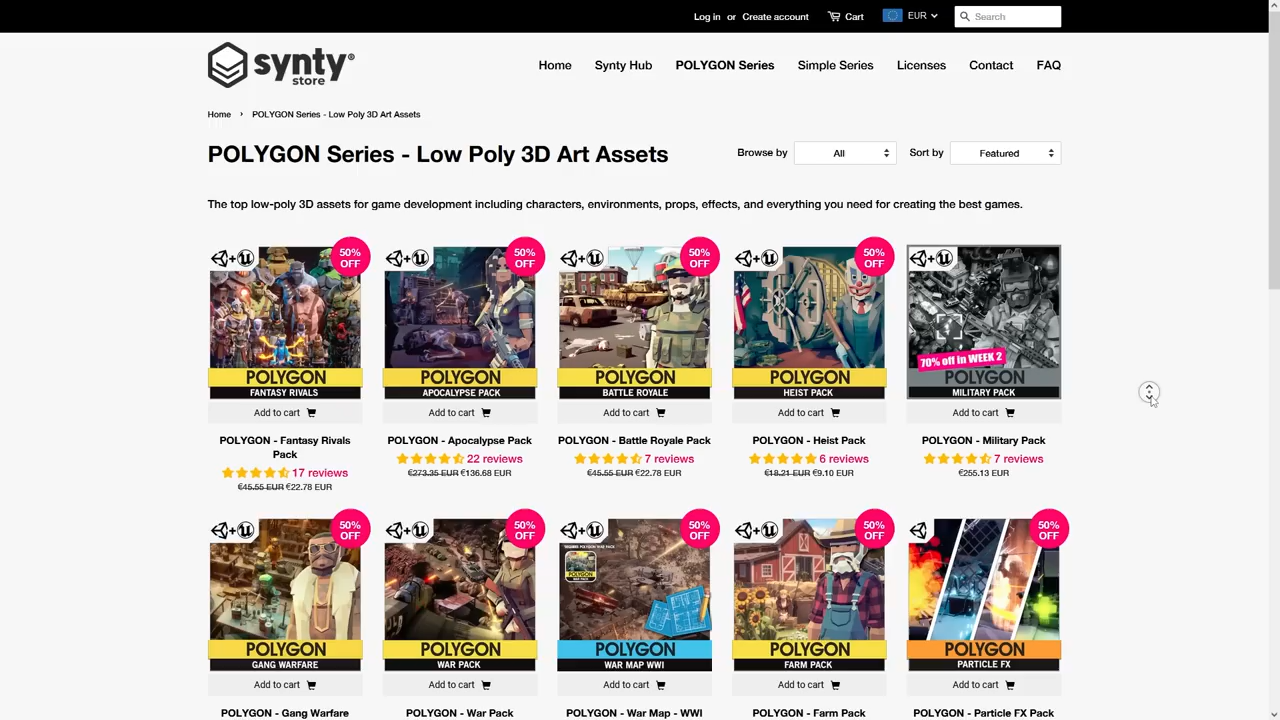 Log in or Create account Cart EUR Search
synty®
store
Home Synty Hub POLYGON Series Simple Series Licenses Contact FAQ
Home › POLYGON Series - Low Poly 3D Art Assets
POLYGON Series - Low Poly 3D Art Assets
Browse by All Sort by Featured
The top low-poly 3D assets for game development including characters, environments, props, effects, and everything you need for creating the best games.
50% OFF
POLYGON
FANTASY RIVALS
Add to cart
POLYGON - Fantasy Rivals
Pack
17 reviews
€45.55 EUR €22.78 EUR
50% OFF
POLYGON
APOCALYPSE PACK
Add to cart
POLYGON - Apocalypse Pack
22 reviews
€273.35 EUR €136.68 EUR
50% OFF
POLYGON
BATTLE ROYALE
Add to cart
POLYGON - Battle Royale Pack
7 reviews
€45.55 EUR €22.78 EUR
50% OFF
POLYGON
HEIST PACK
Add to cart
POLYGON - Heist Pack
6 reviews
€18.21 EUR €9.10 EUR
70% off in WEEK 2
POLYGON
MILITARY PACK
Add to cart
POLYGON - Military Pack
7 reviews
€255.13 EUR
50% OFF
POLYGON
GANG WARFARE
Add to cart
POLYGON - Gang Warfare
50% OFF
POLYGON
WAR PACK
Add to cart
POLYGON - War Pack
50% OFF
POLYGON
WAR MAP WWI
Add to cart
POLYGON - War Map - WWI
50% OFF
POLYGON
FARM PACK
Add to cart
POLYGON - Farm Pack
50% OFF
POLYGON
PARTICLE FX
Add to cart
POLYGON - Particle FX Pack